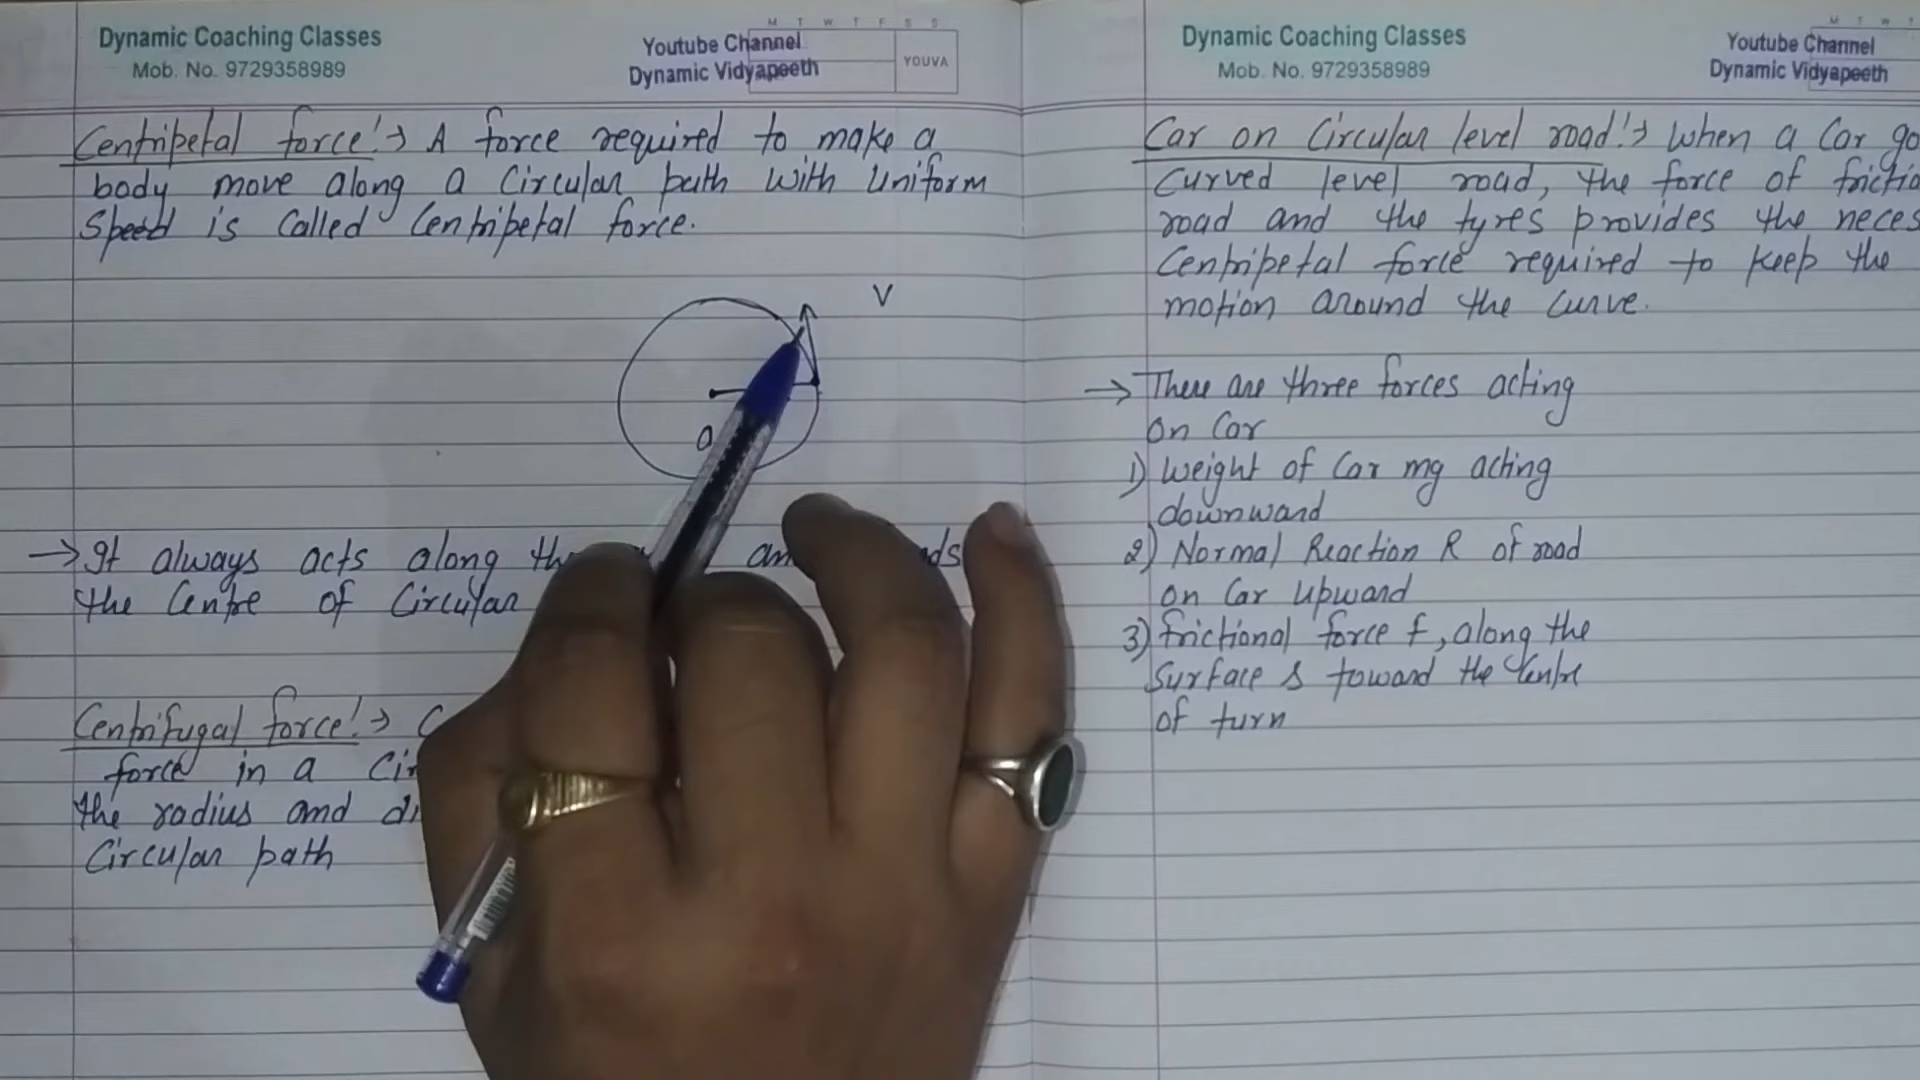 Dynamic Coaching Classes
Mob. No. 9729358989
M T W T F S S
Youtube Channel
Dynamic Vidyapeeth
YOUVA
Centripetal force:→ A force required to make a
body move along a Circular path with Uniform
Speed is Called Centripetal force.
V
→ It always acts along
the Centre of Circular
Centrifugal force:→
force in a
the radius and
Circular path
Dynamic Coaching Classes
Mob. No. 9729358989
M T W T
Youtube Channel
Dynamic Vidyapeeth
Car on Circular level road:→ When a Car go
Curved level road, the force of frictio
road and the tyres provides the neces
Centripetal force required to keep the
motion around the Curve.
→ There are three forces acting
on Car
1) Weight of Car mg acting
downward
2) Normal Reaction R of road
on Car Upward
3) Frictional force f, along the
Surface s toward the Centre
of turn